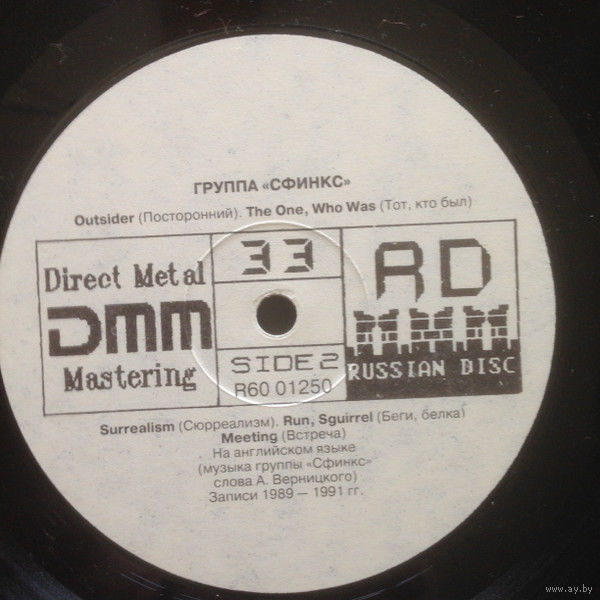 ГРУППА «СФИНКС»
Outsider (Посторонний). The One, Who Was (Тот, кто был)
Direct Metal
DMM
Mastering
33
SIDE 2
R60 01250
RD
RUSSIAN DISC
Surrealism (Сюрреализм). Run, Sguirrel (Беги, белка)
Meeting (Встреча)
На английском языке
(музыка группы «Сфинкс»
слова А. Верницкого)
Записи 1989 — 1991 гг.
www.ay.by